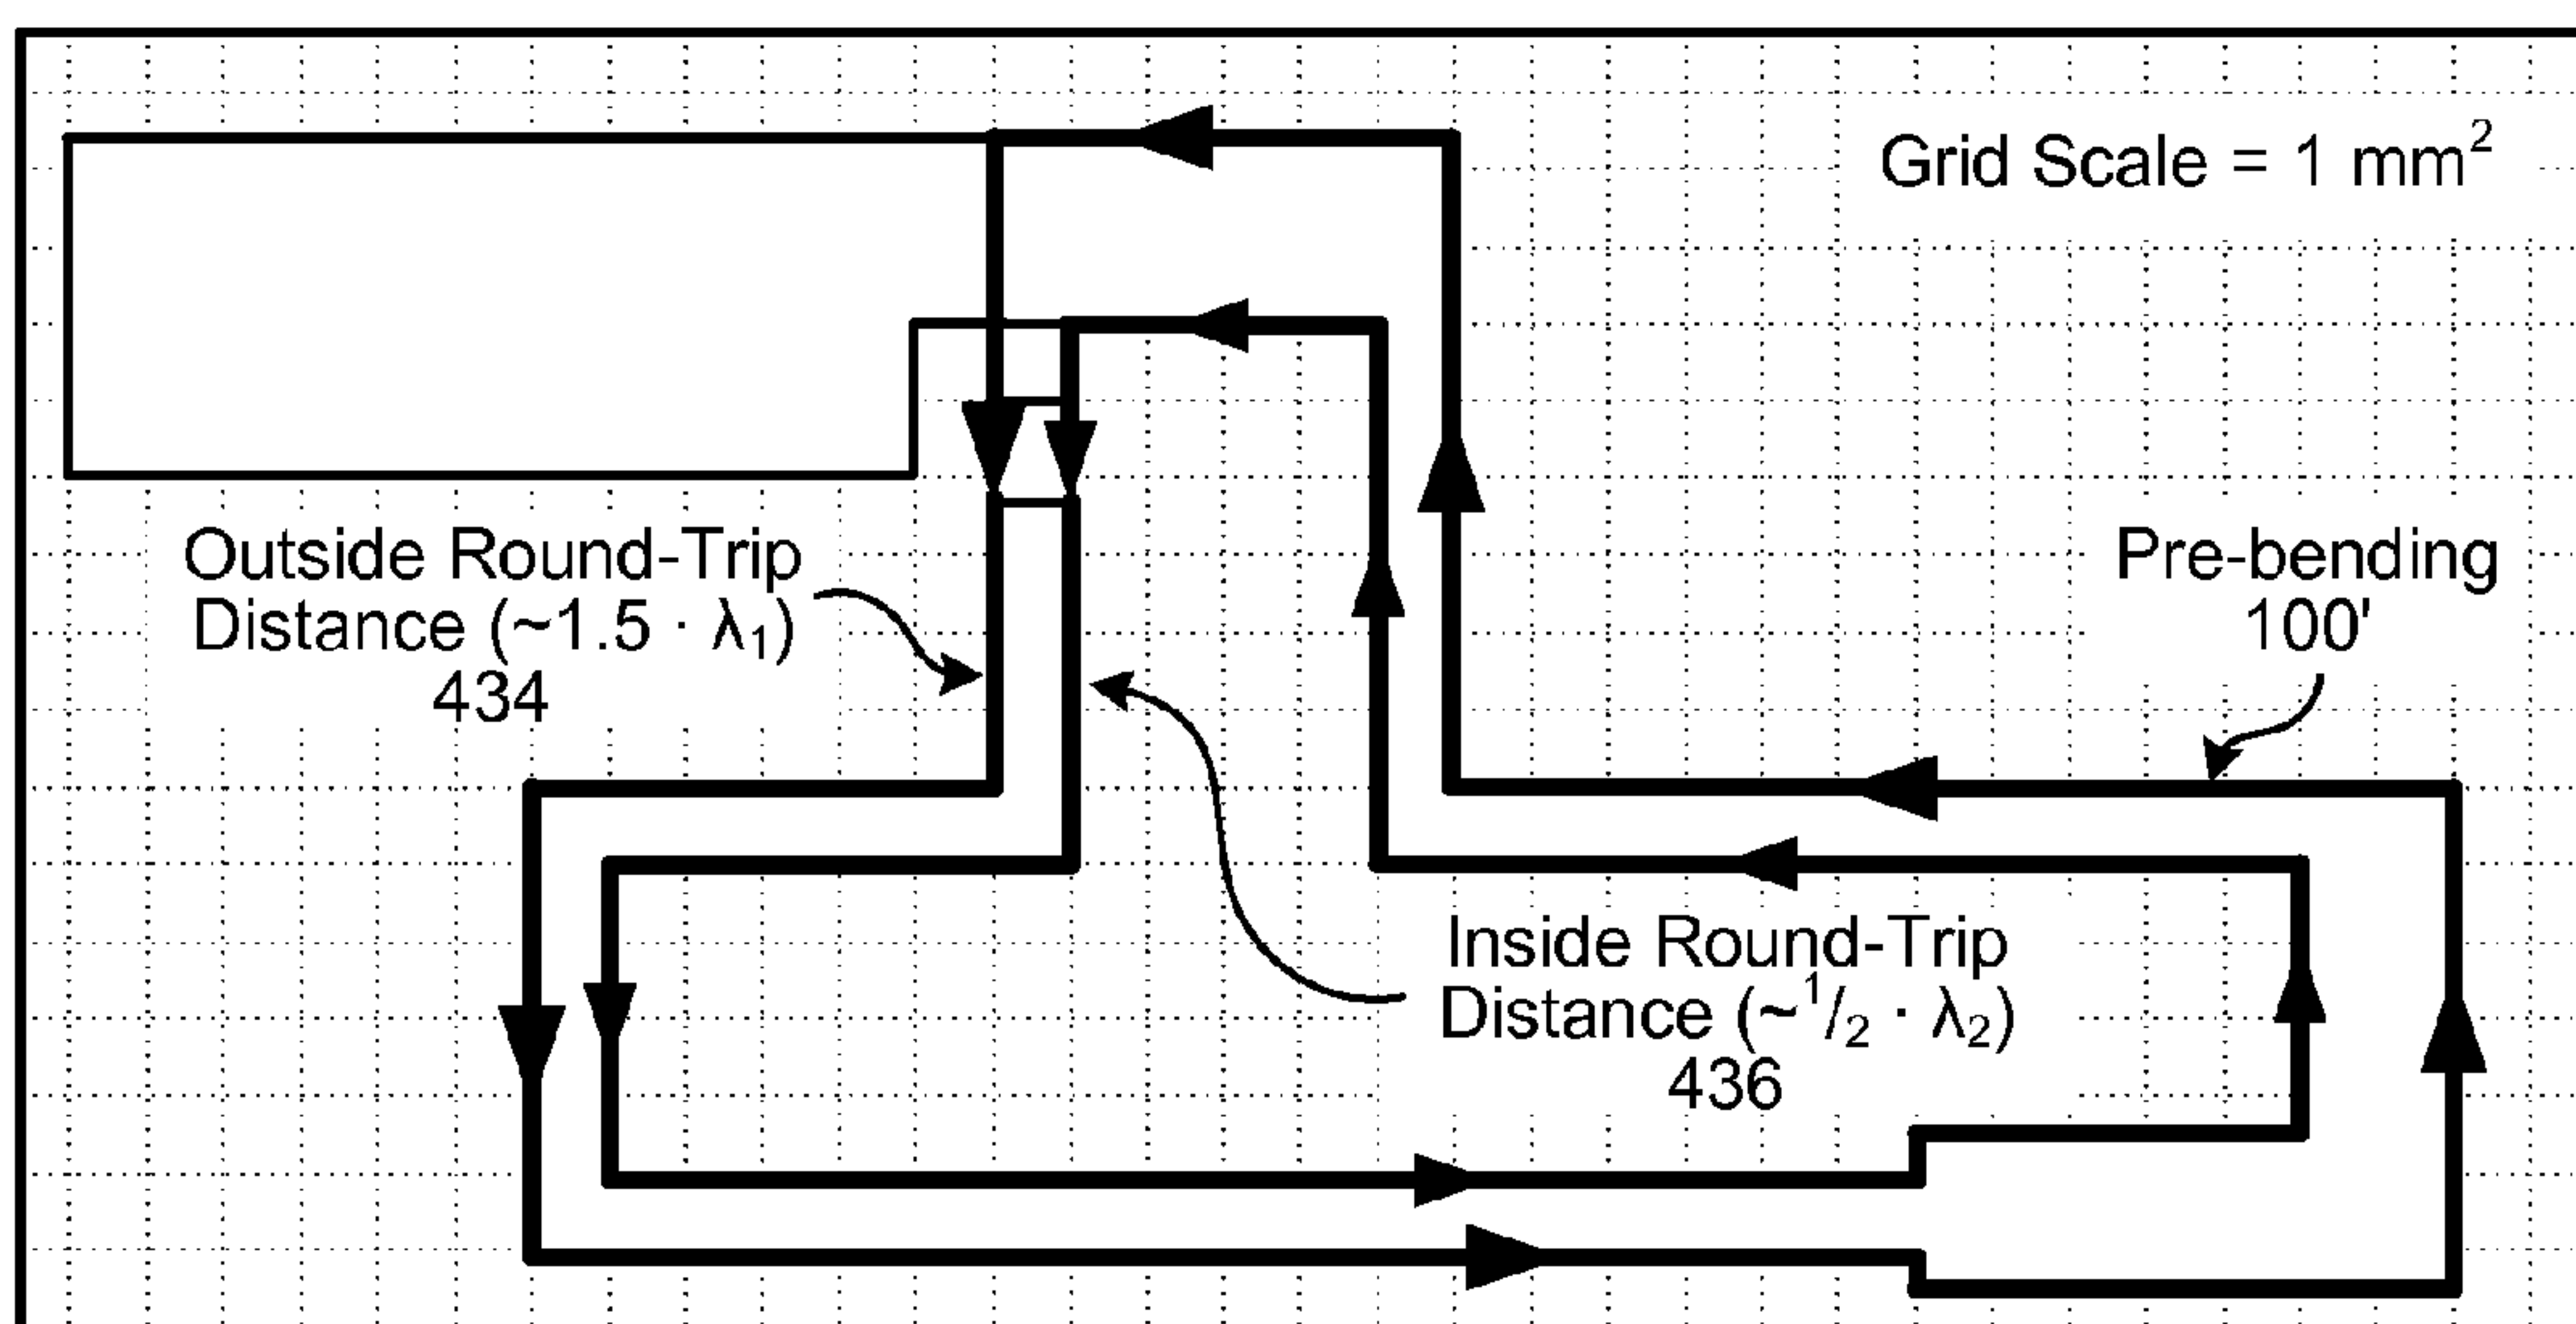 Grid Scale = 1 mm²
Outside Round-Trip
Distance (~1.5 · λ₁)
434
Pre-bending
100'
Inside Round-Trip
Distance (~¹/₂ · λ₂)
436